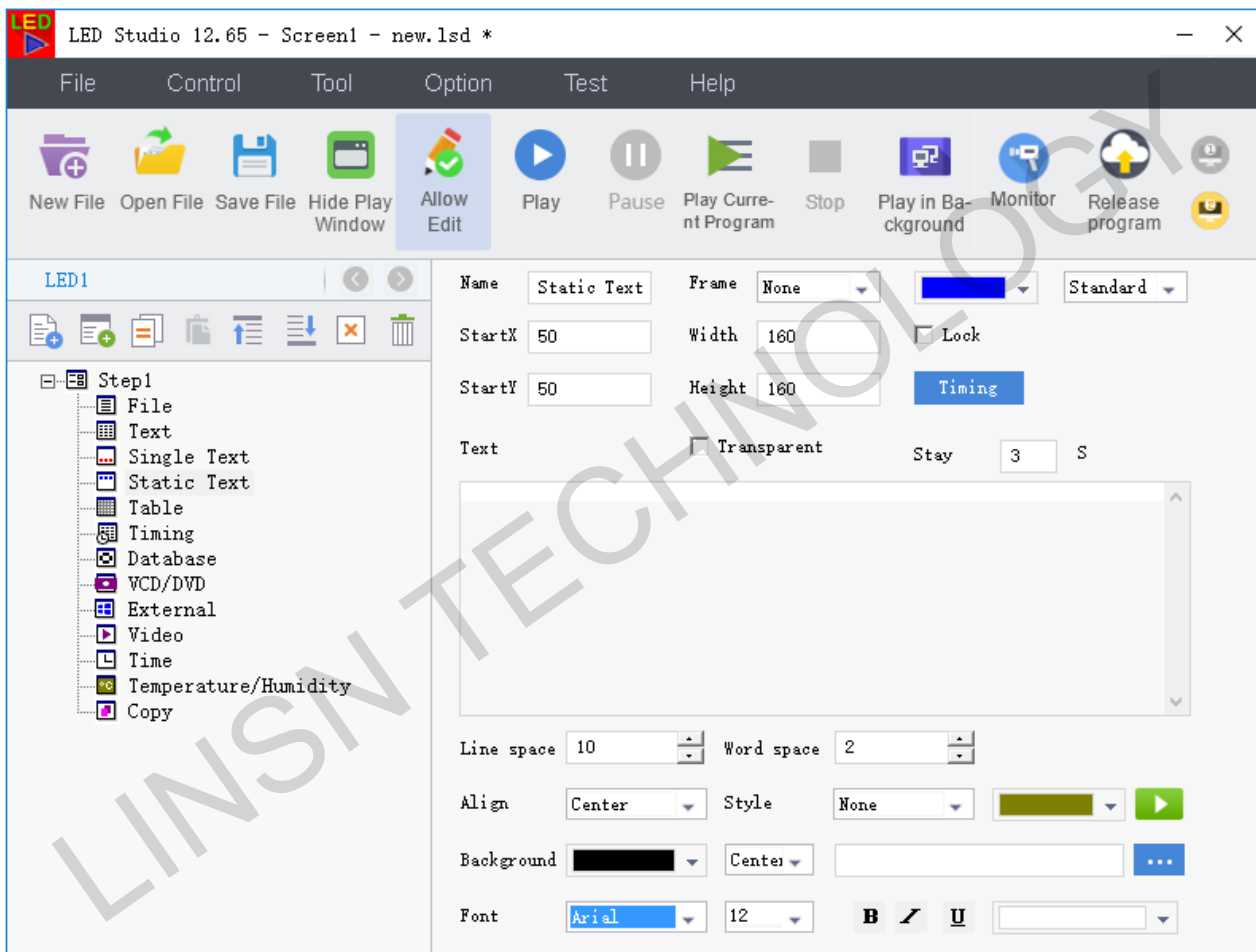 LED
LED Studio 12.65 - Screen1 - new.lsd *
File Control Tool Option Test Help
New File
Open File
Save File
Hide Play
Window
Allow
Edit
Play
Pause
Play Curre-
nt Program
Stop
Play in Ba-
ckground
Monitor
Release
program
1
2
LED1
Step1
File
Text
Single Text
Static Text
Table
Timing
Database
VCD/DVD
External
Video
Time
Temperature/Humidity
Copy
Name Static Text Frame None Standard
StartX 50 Width 160 Lock
StartY 50 Height 160 Timing
Text Transparent Stay 3 S
Line space 10 Word space 2
Align Center Style None
Background Center
Font Arial 12 B I U
LINSN TECHNOLOGY